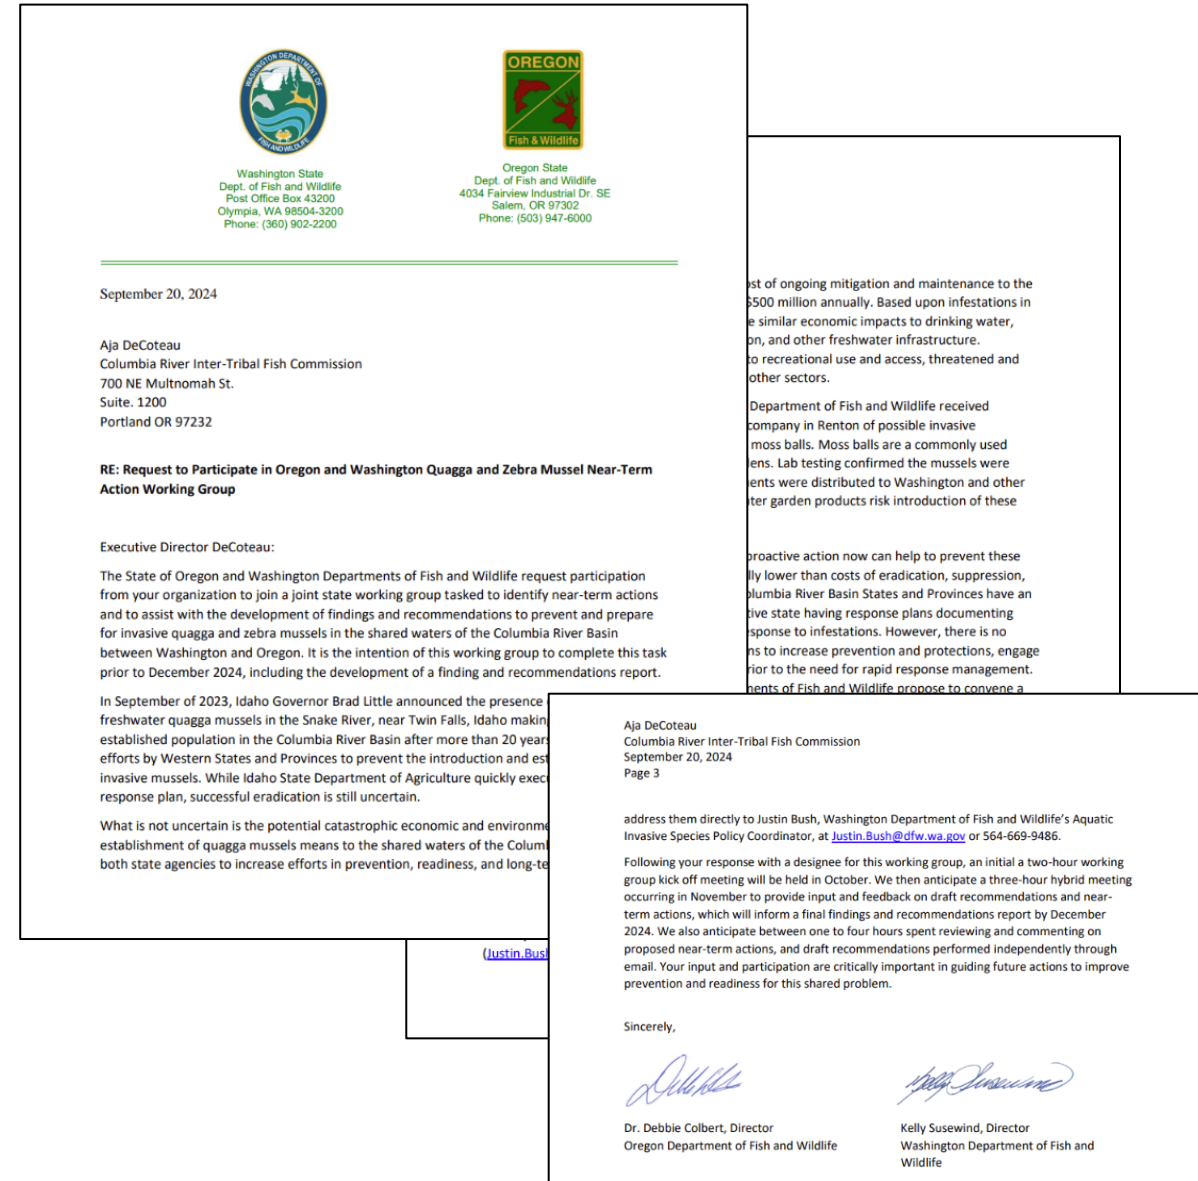 WASHINGTON DEPARTMENT OF
FISH AND WILDLIFE
Washington State
Dept. of Fish and Wildlife
Post Office Box 43200
Olympia, WA 98504-3200
Phone: (360) 902-2200
OREGON
Fish & Wildlife
Oregon State
Dept. of Fish and Wildlife
4034 Fairview Industrial Dr. SE
Salem, OR 97302
Phone: (503) 947-6000
September 20, 2024
Aja DeCoteau
Columbia River Inter-Tribal Fish Commission
700 NE Multnomah St.
Suite. 1200
Portland OR 97232
RE: Request to Participate in Oregon and Washington Quagga and Zebra Mussel Near-Term
Action Working Group
Executive Director DeCoteau:
The State of Oregon and Washington Departments of Fish and Wildlife request participation
from your organization to join a joint state working group tasked to identify near-term actions
and to assist with the development of findings and recommendations to prevent and prepare
for invasive quagga and zebra mussels in the shared waters of the Columbia River Basin
between Washington and Oregon. It is the intention of this working group to complete this task
prior to December 2024, including the development of a finding and recommendations report.
In September of 2023, Idaho Governor Brad Little announced the presence
freshwater quagga mussels in the Snake River, near Twin Falls, Idaho makin
established population in the Columbia River Basin after more than 20 years
efforts by Western States and Provinces to prevent the introduction and est
invasive mussels. While Idaho State Department of Agriculture quickly exec
response plan, successful eradication is still uncertain.
What is not uncertain is the potential catastrophic economic and environme
establishment of quagga mussels means to the shared waters of the Colum
both state agencies to increase efforts in prevention, readiness, and long-te
st of ongoing mitigation and maintenance to the
$500 million annually. Based upon infestations in
e similar economic impacts to drinking water,
on, and other freshwater infrastructure.
to recreational use and access, threatened and
other sectors.
Department of Fish and Wildlife received
company in Renton of possible invasive
moss balls. Moss balls are a commonly used
ens. Lab testing confirmed the mussels were
ents were distributed to Washington and other
ter garden products risk introduction of these
proactive action now can help to prevent these
lly lower than costs of eradication, suppression,
olumbia River Basin States and Provinces have an
tive state having response plans documenting
sponse to infestations. However, there is no
ns to increase prevention and protections, engage
rior to the need for rapid response management.
ments of Fish and Wildlife propose to convene a
(Justin.Bus
Aja DeCoteau
Columbia River Inter-Tribal Fish Commission
September 20, 2024
Page 3
address them directly to Justin Bush, Washington Department of Fish and Wildlife's Aquatic
Invasive Species Policy Coordinator, at Justin.Bush@dfw.wa.gov or 564-669-9486.
Following your response with a designee for this working group, an initial a two-hour working
group kick off meeting will be held in October. We then anticipate a three-hour hybrid meeting
occurring in November to provide input and feedback on draft recommendations and near-
term actions, which will inform a final findings and recommendations report by December
2024. We also anticipate between one to four hours spent reviewing and commenting on
proposed near-term actions, and draft recommendations performed independently through
email. Your input and participation are critically important in guiding future actions to improve
prevention and readiness for this shared problem.
Sincerely,
Kelly Susewind
Dr. Debbie Colbert, Director
Oregon Department of Fish and Wildlife
Kelly Susewind, Director
Washington Department of Fish and
Wildlife